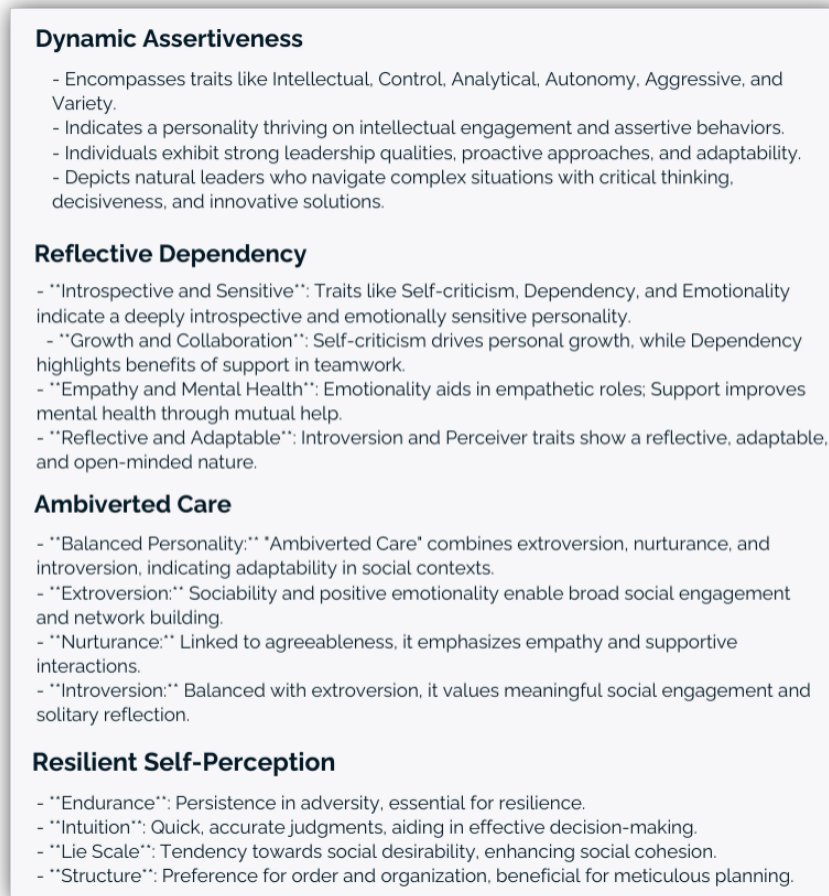 Dynamic Assertiveness
- Encompasses traits like Intellectual, Control, Analytical, Autonomy, Aggressive, and
Variety.
- Indicates a personality thriving on intellectual engagement and assertive behaviors.
- Individuals exhibit strong leadership qualities, proactive approaches, and adaptability.
- Depicts natural leaders who navigate complex situations with critical thinking,
decisiveness, and innovative solutions.
Reflective Dependency
- **Introspective and Sensitive**: Traits like Self-criticism, Dependency, and Emotionality
indicate a deeply introspective and emotionally sensitive personality.
- **Growth and Collaboration**: Self-criticism drives personal growth, while Dependency
highlights benefits of support in teamwork.
- **Empathy and Mental Health**: Emotionality aids in empathetic roles; Support improves
mental health through mutual help.
- **Reflective and Adaptable**: Introversion and Perceiver traits show a reflective, adaptable,
and open-minded nature.
Ambiverted Care
- **Balanced Personality:** "Ambiverted Care" combines extroversion, nurturance, and
introversion, indicating adaptability in social contexts.
- **Extroversion:** Sociability and positive emotionality enable broad social engagement
and network building.
- **Nurturance:** Linked to agreeableness, it emphasizes empathy and supportive
interactions.
- **Introversion:** Balanced with extroversion, it values meaningful social engagement and
solitary reflection.
Resilient Self-Perception
- **Endurance**: Persistence in adversity, essential for resilience.
- **Intuition**: Quick, accurate judgments, aiding in effective decision-making.
- **Lie Scale**: Tendency towards social desirability, enhancing social cohesion.
- **Structure**: Preference for order and organization, beneficial for meticulous planning.